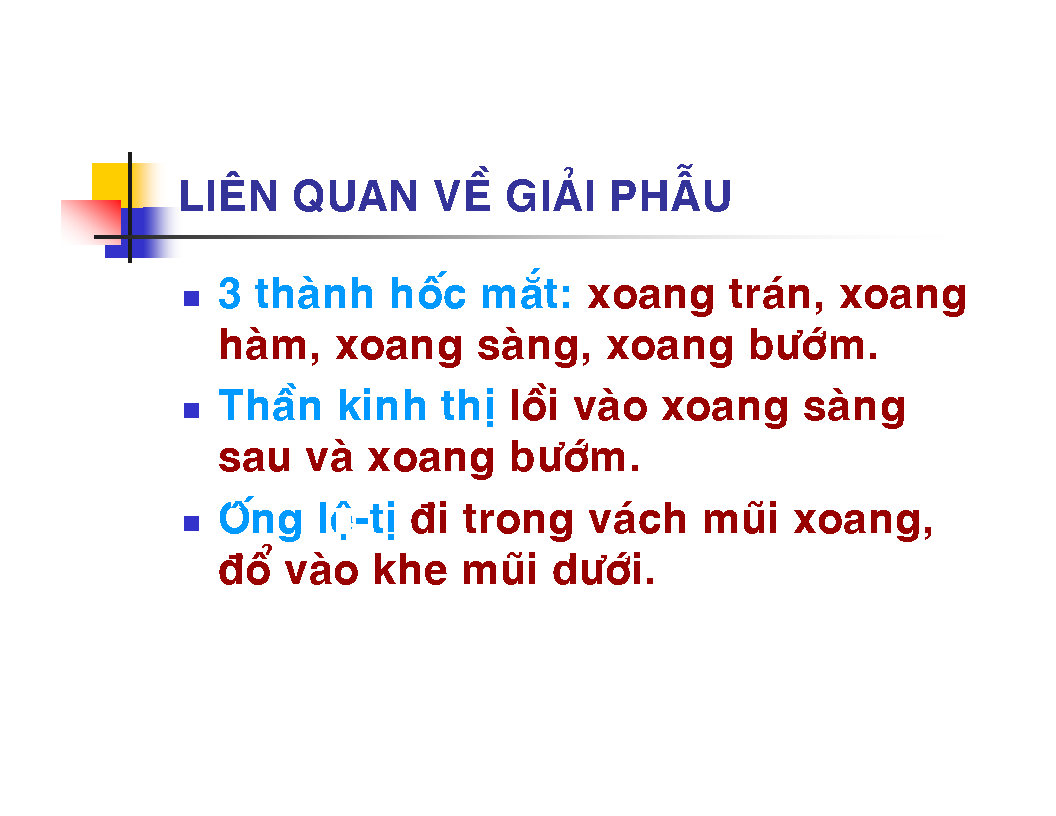 LIÊN QUAN VỀ GIẢI PHẪU
3 thành hốc mắt: xoang trán, xoang
hàm, xoang sàng, xoang bướm.
Thần kinh thị lồi vào xoang sàng
sau và xoang bướm.
Ống lệ-tị đi trong vách mũi xoang,
đổ vào khe mũi dưới.